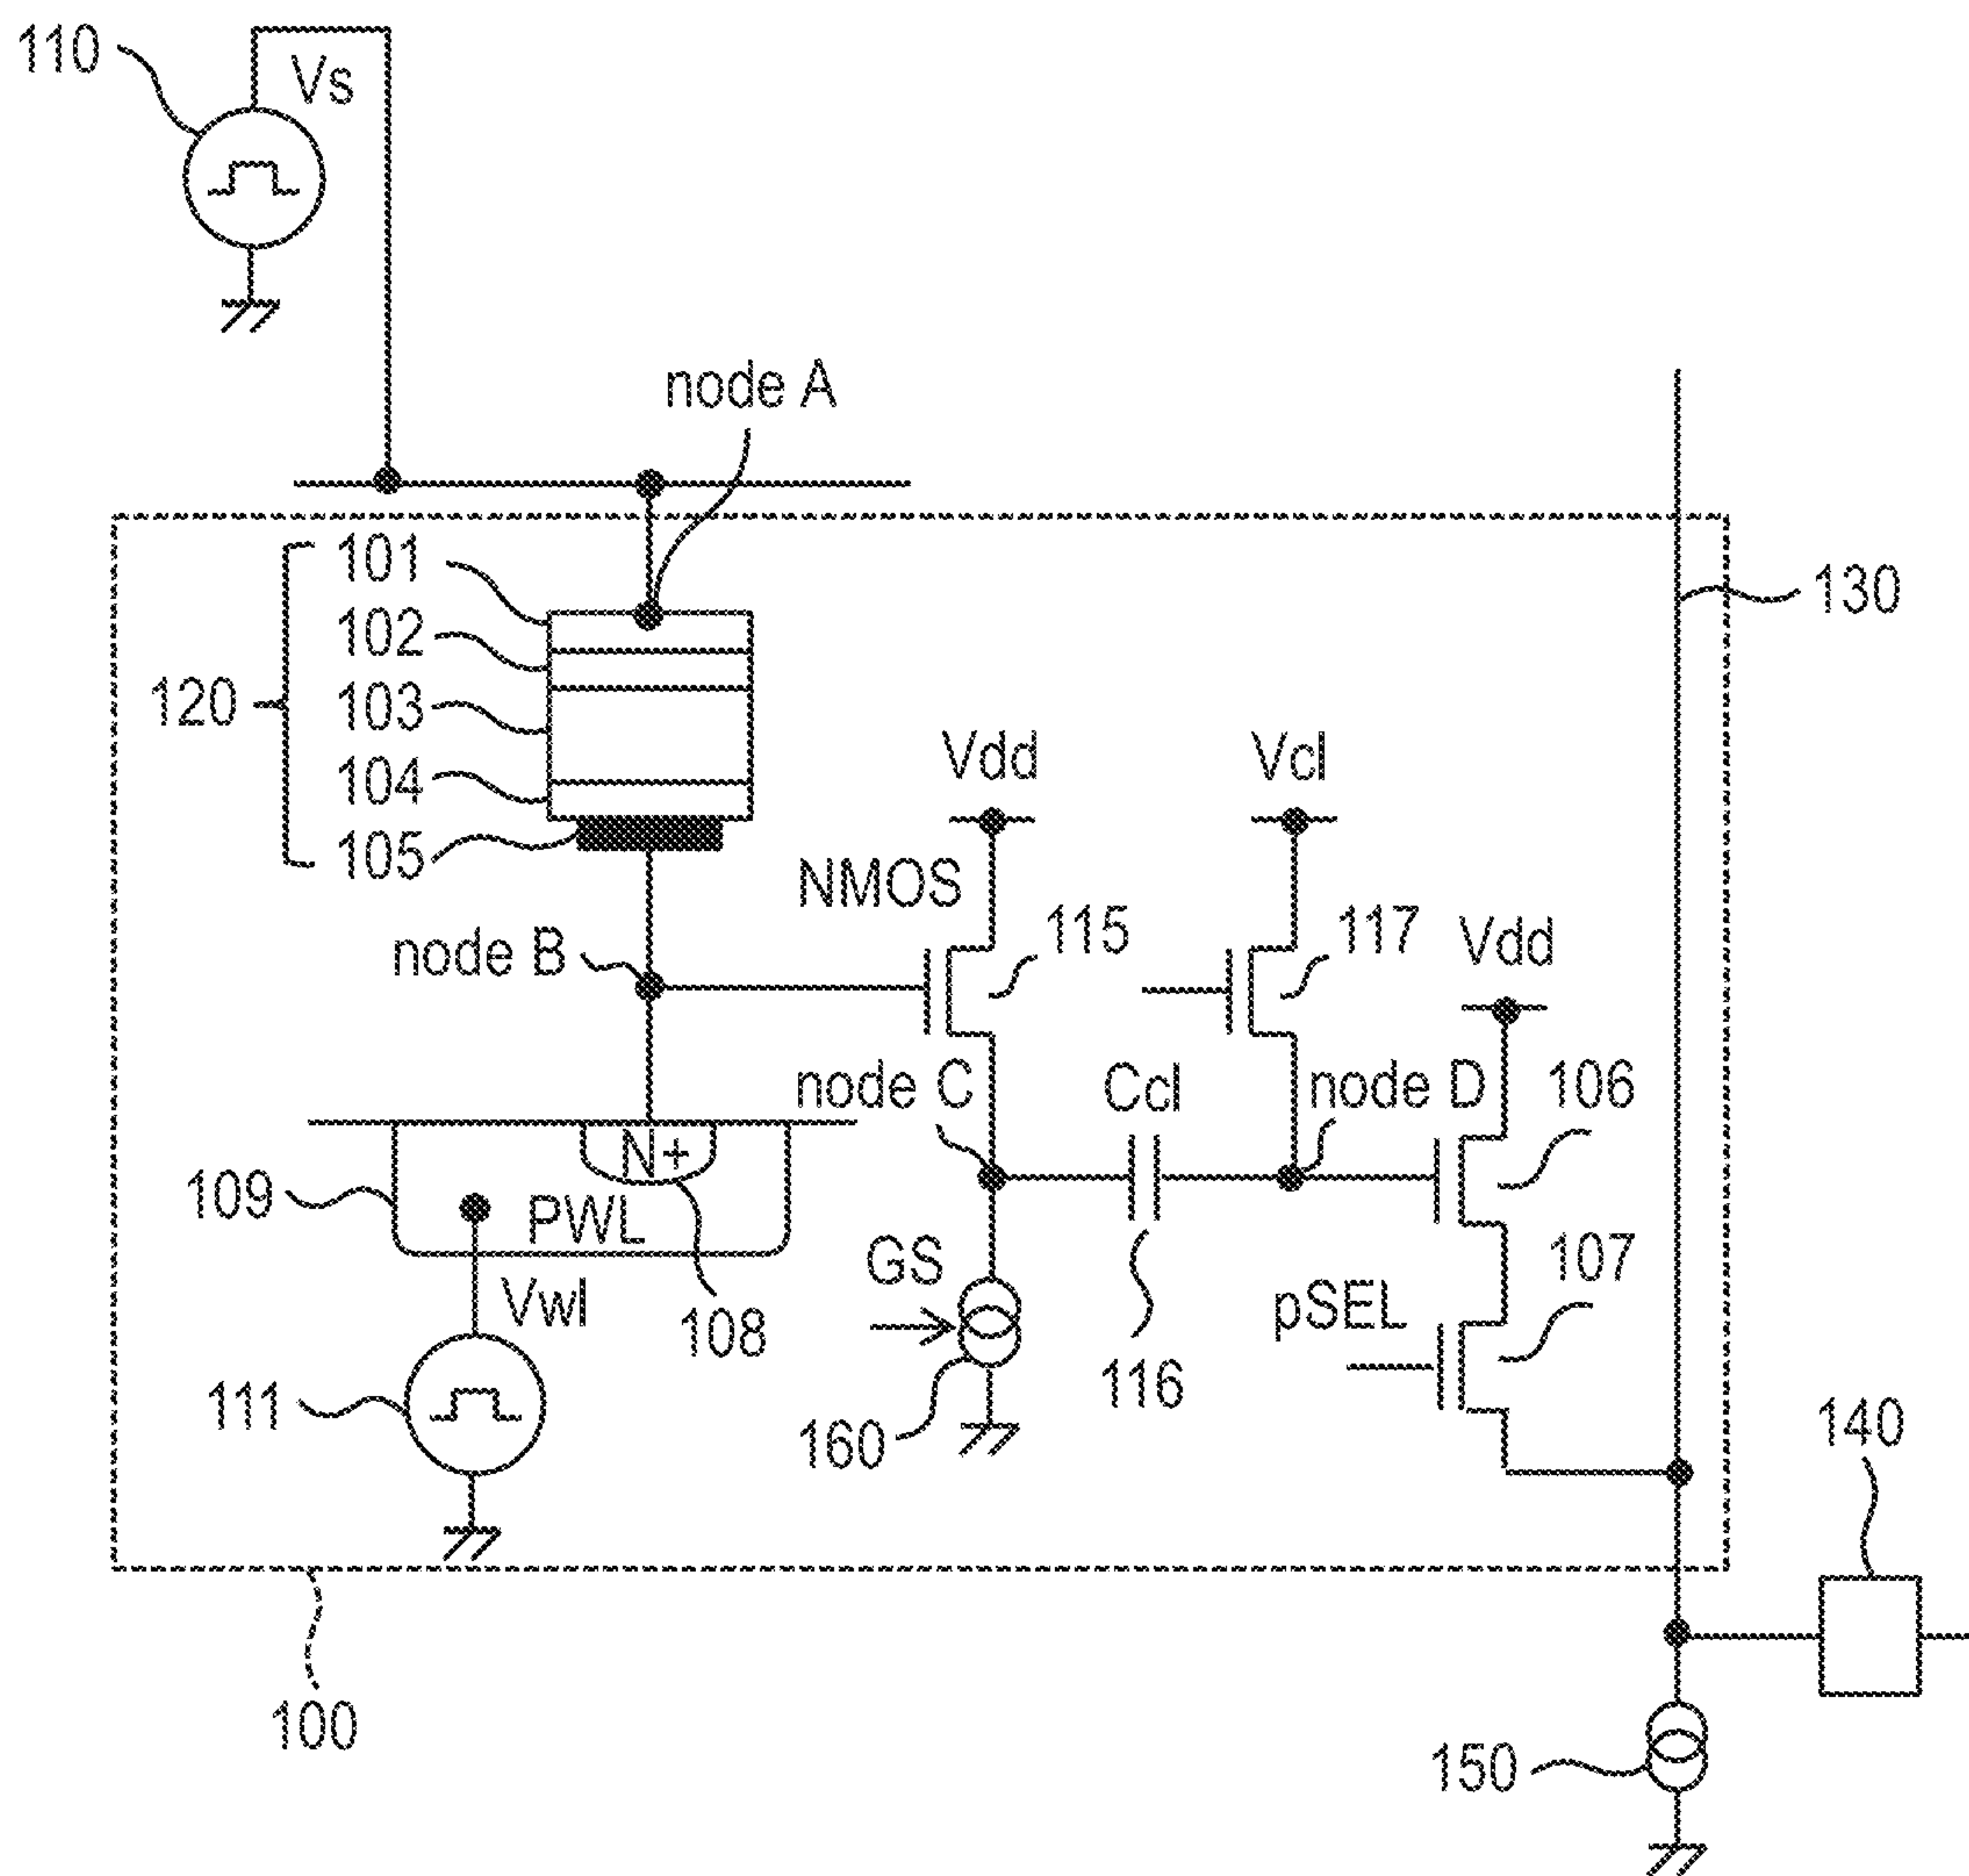 110
Vs
node A
101
102
103
104
105
120
130
Vdd
Vcl
NMOS
115
117
Vdd
node B
node C
Ccl
node D
106
N+
109
PWL
GS
107
Vwl
108
pSEL
111
116
160
140
100
150